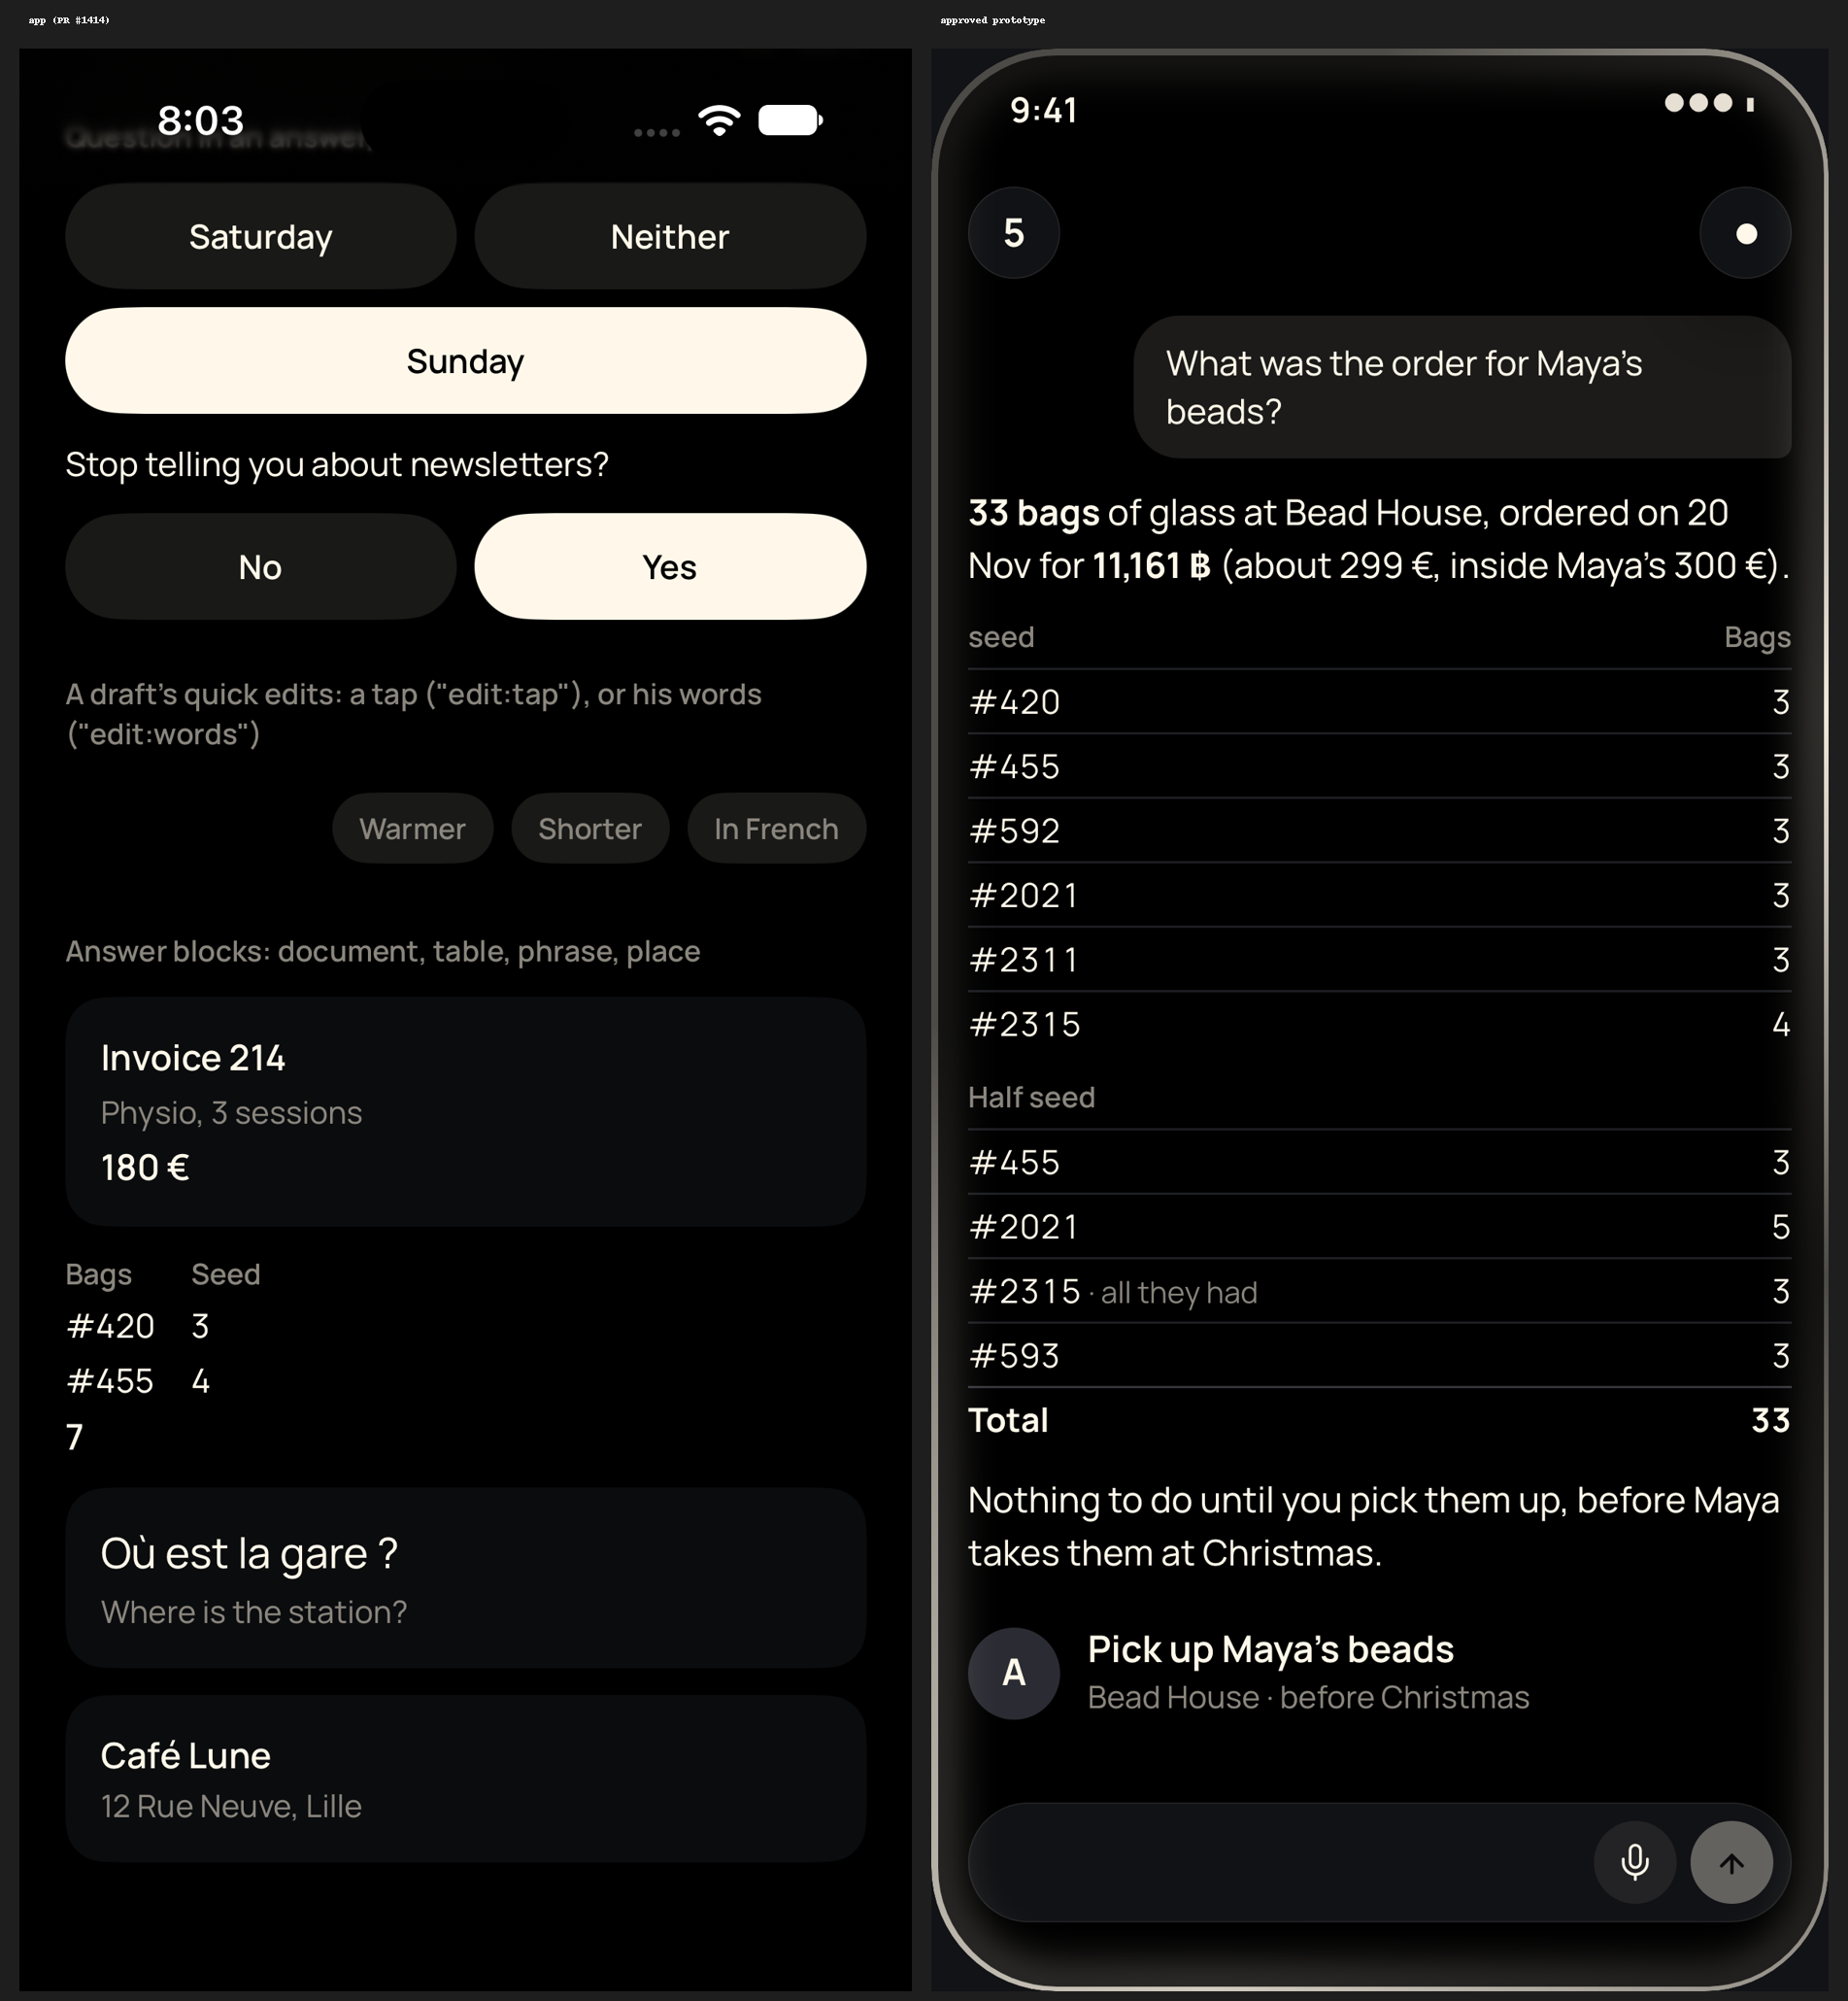 app (PR #1414)
8:03
Question in an answer,
Saturday
Neither
Sunday
Stop telling you about newsletters?
No
Yes
A draft’s quick edits: a tap ("edit:tap"), or his words
("edit:words")
Warmer
Shorter
In French
Answer blocks: document, table, phrase, place
Invoice 214
Physio, 3 sessions
180 €
Bags Seed
#420 3
#455 4
7
Où est la gare ?
Where is the station?
Café Lune
12 Rue Neuve, Lille
approved prototype
9:41
5
What was the order for Maya’s
beads?
33 bags of glass at Bead House, ordered on 20
Nov for 11,161 ฿ (about 299 €, inside Maya’s 300 €).
seed Bags
#420 3
#455 3
#592 3
#2021 3
#2311 3
#2315 4
Half seed
#455 3
#2021 5
#2315 · all they had 3
#593 3
Total 33
Nothing to do until you pick them up, before Maya
takes them at Christmas.
A
Pick up Maya’s beads
Bead House · before Christmas